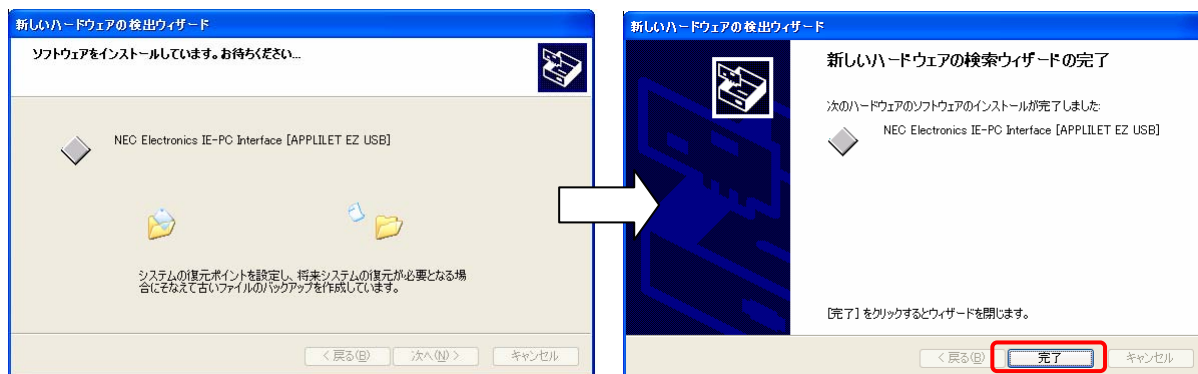 新しいハードウェアの検出ウィザード
ソフトウェアをインストールしています。お待ちください...
NEC Electronics IE-PC Interface [APPLILET EZ USB]
システムの復元ポイントを設定し、将来システムの復元が必要となる場
合にそなえて古いファイルのバックアップを作成しています。
< 戻る(B) 次へ(N) > キャンセル
新しいハードウェアの検出ウィザード
新しいハードウェアの検索ウィザードの完了
次のハードウェアのソフトウェアのインストールが完了しました:
NEC Electronics IE-PC Interface [APPLILET EZ USB]
[完了] をクリックするとウィザードを閉じます。
< 戻る(B) 完了 キャンセル